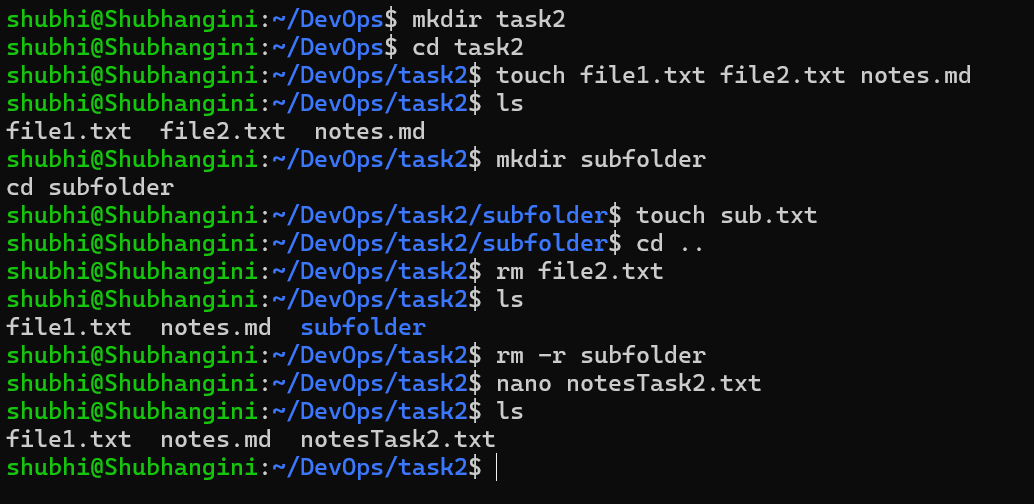 shubhi@Shubhangini:~/DevOps$ mkdir task2
shubhi@Shubhangini:~/DevOps$ cd task2
shubhi@Shubhangini:~/DevOps/task2$ touch file1.txt file2.txt notes.md
shubhi@Shubhangini:~/DevOps/task2$ ls
file1.txt  file2.txt  notes.md
shubhi@Shubhangini:~/DevOps/task2$ mkdir subfolder
cd subfolder
shubhi@Shubhangini:~/DevOps/task2/subfolder$ touch sub.txt
shubhi@Shubhangini:~/DevOps/task2/subfolder$ cd ..
shubhi@Shubhangini:~/DevOps/task2$ rm file2.txt
shubhi@Shubhangini:~/DevOps/task2$ ls
file1.txt  notes.md  subfolder
shubhi@Shubhangini:~/DevOps/task2$ rm -r subfolder
shubhi@Shubhangini:~/DevOps/task2$ nano notesTask2.txt
shubhi@Shubhangini:~/DevOps/task2$ ls
file1.txt  notes.md  notesTask2.txt
shubhi@Shubhangini:~/DevOps/task2$